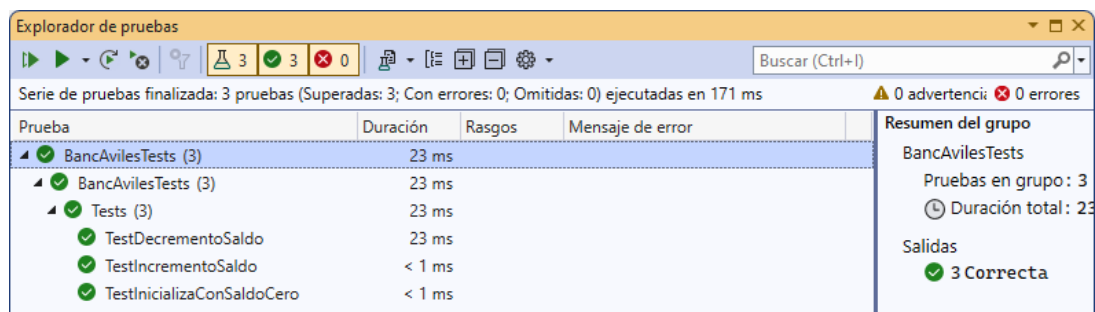 Explorador de pruebas
3 3 0
Buscar (Ctrl+I)
Serie de pruebas finalizada: 3 pruebas (Superadas: 3; Con errores: 0; Omitidas: 0) ejecutadas en 171 ms
0 advertenci: 0 errores
Prueba Duración Rasgos Mensaje de error
BancAvilesTests (3) 23 ms
BancAvilesTests (3) 23 ms
Tests (3) 23 ms
TestDecrementoSaldo 23 ms
TestIncrementoSaldo < 1 ms
TestInicializaConSaldoCero < 1 ms
Resumen del grupo
BancAvilesTests
Pruebas en grupo: 3
Duración total: 23
Salidas
3 Correcta